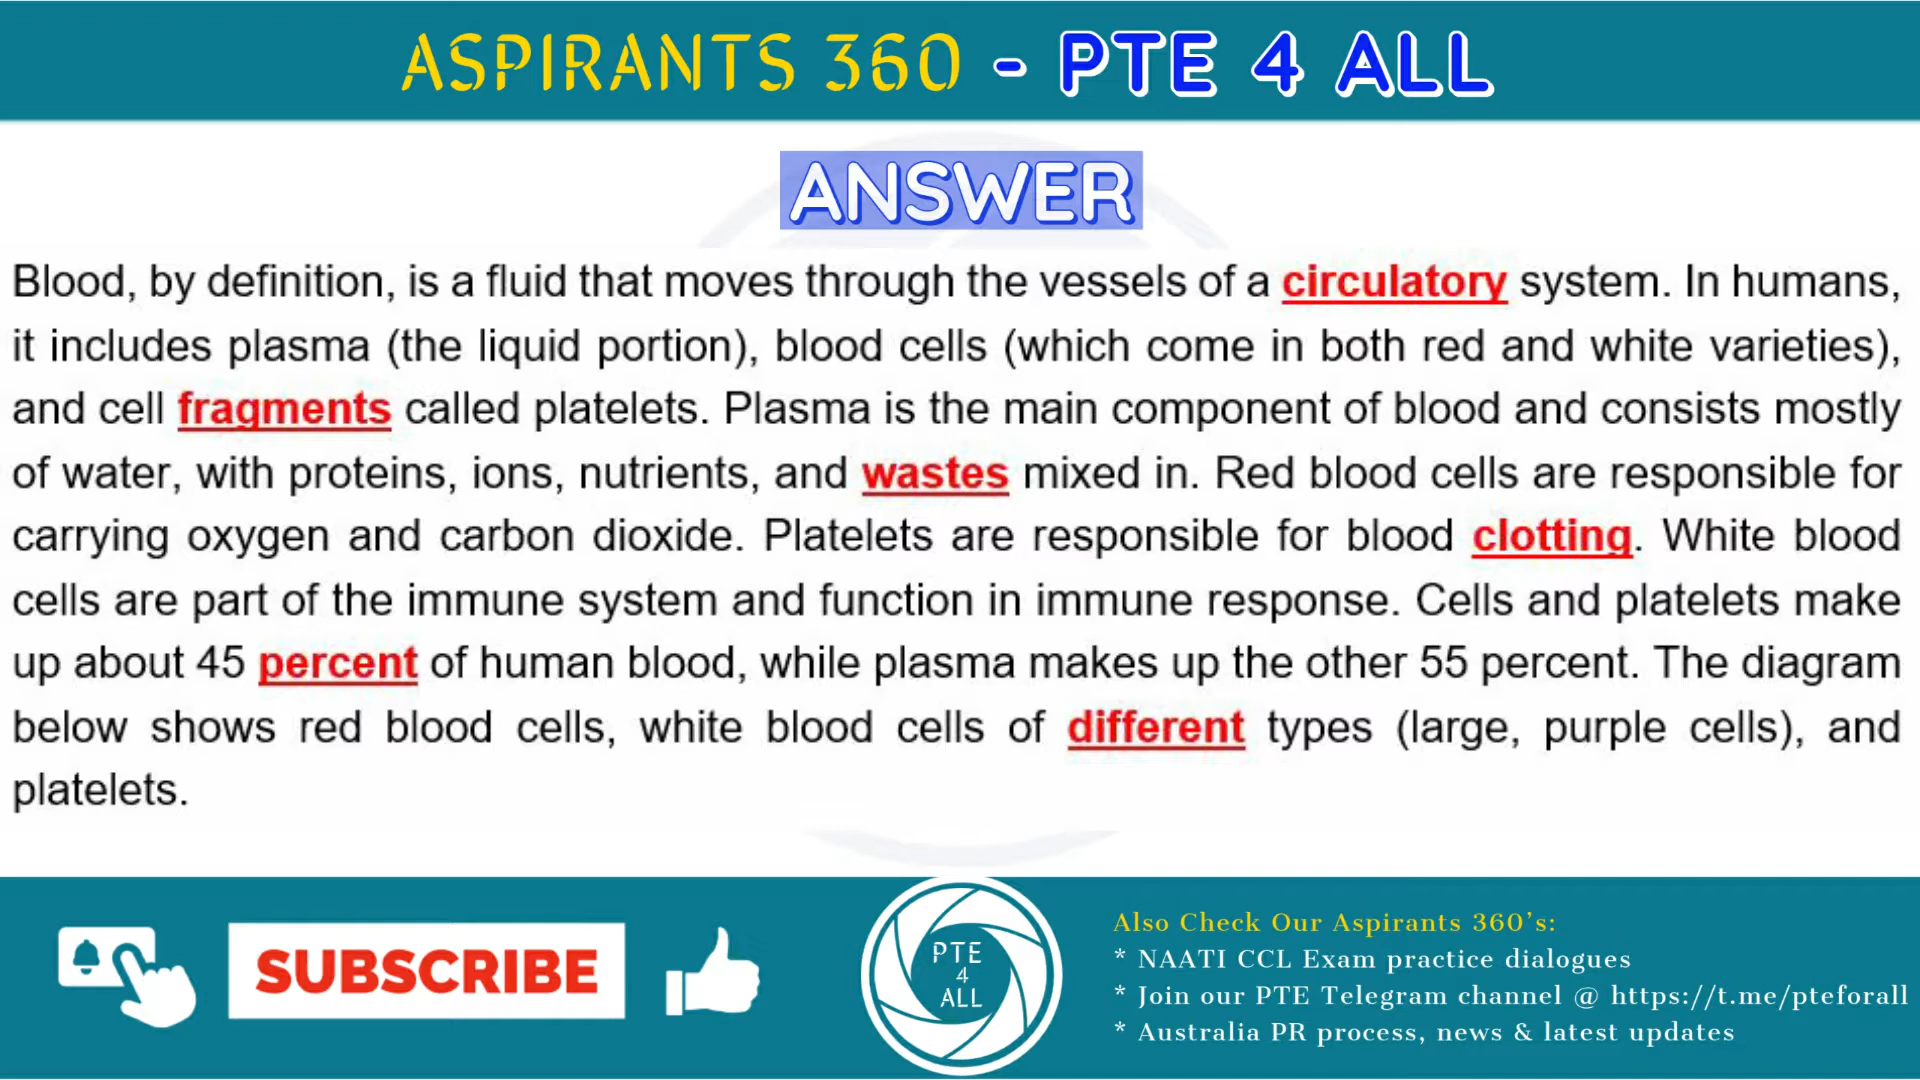 ASPIRANTS 360 - PTE 4 ALL
ANSWER
Blood, by definition, is a fluid that moves through the vessels of a circulatory system. In humans,
it includes plasma (the liquid portion), blood cells (which come in both red and white varieties),
and cell fragments called platelets. Plasma is the main component of blood and consists mostly
of water, with proteins, ions, nutrients, and wastes mixed in. Red blood cells are responsible for
carrying oxygen and carbon dioxide. Platelets are responsible for blood clotting. White blood
cells are part of the immune system and function in immune response. Cells and platelets make
up about 45 percent of human blood, while plasma makes up the other 55 percent. The diagram
below shows red blood cells, white blood cells of different types (large, purple cells), and
platelets.
SUBSCRIBE
PTE
4
ALL
Also Check Our Aspirants 360's:
* NAATI CCL Exam practice dialogues
* Join our PTE Telegram channel @ https://t.me/pteforall
* Australia PR process, news & latest updates